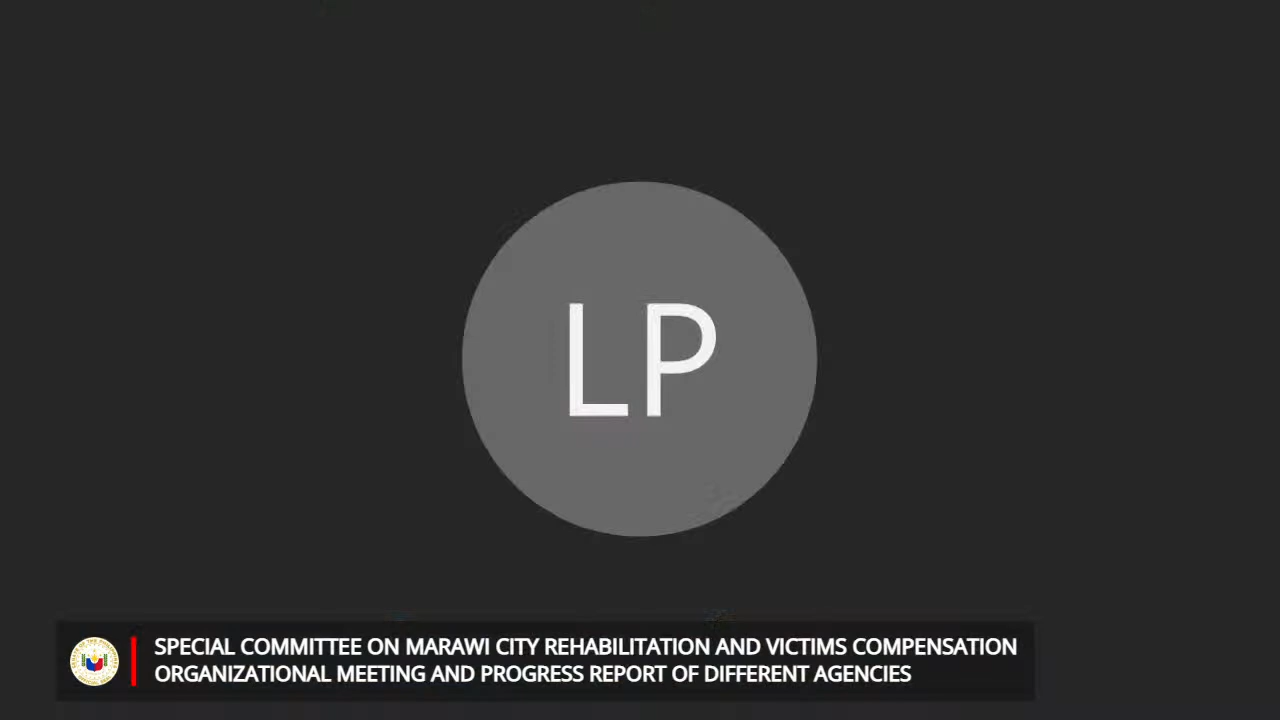 LP
SPECIAL COMMITTEE ON MARAWI CITY REHABILITATION AND VICTIMS COMPENSATION
ORGANIZATIONAL MEETING AND PROGRESS REPORT OF DIFFERENT AGENCIES